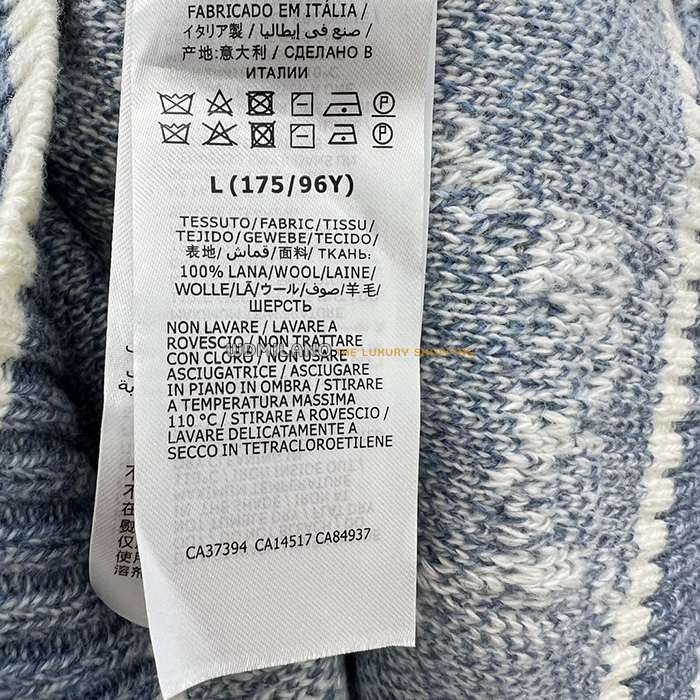 FABRICADO EM ITÁLIA /
イタリア製 / صنع في إيطاليا /
产地:意大利 / СДЕЛАНО В
ИТАЛИИ
L (175/96Y)
TESSUTO/FABRIC/TISSU/
TEJIDO/GEWEBE/TECIDO/
表地/قماش/面料/ ТКАНЬ:
100% LANA/WOOL/LAINE/
WOLLE/LÃ/ウール/صوف/羊毛/
ШЕРСТЬ
NON LAVARE / LAVARE A
ROVESCIO / NON TRATTARE
CON CLORO / NON USARE
ASCIUGATRICE / ASCIUGARE
IN PIANO IN OMBRA / STIRARE
A TEMPERATURA MASSIMA
110 °C / STIRARE A ROVESCIO /
LAVARE DELICATAMENTE A
SECCO IN TETRACLOROETILENE
CA37394 CA14517 CA84937
THE LUXURY SHOPPING